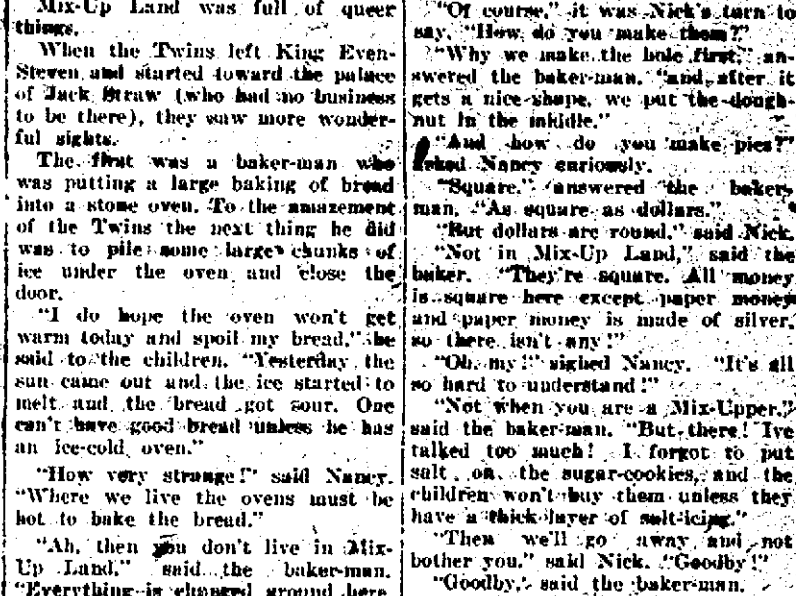 Mix-Up Land was full of queer
things.
When the Twins left King Even-
Steven and started toward the palace
of Jack Straw (who had no business
to be there), they saw more wonder-
ful sights.
The first was a baker-man who
was putting a large baking of bread
into a stone oven. To the amazement
of the Twins the next thing he did
was to pile some large chunks of
ice under the oven and close the
door.
"I do hope the oven won't get
warm today and spoil my bread," he
said to the children. "Yesterday the
sun came out and the ice started to
melt and the bread got sour. One
can't have good bread unless he has
an ice-cold oven."
"How very strange!" said Nancy.
"Where we live the ovens must be
hot to bake the bread."
"Ah, then you don't live in Mix-
Up Land," said the baker-man.
"Everything is changed around here
"Of course," it was Nick's turn to
say, "How do you make them?"
"Why we make the hole first," an-
swered the baker-man, "and after it
gets a nice shape, we put the dough-
nut in the middle."
"And how do you make pies?"
asked Nancy curiously.
"Square," answered the baker-
man. "As square as dollars."
"But dollars are round," said Nick.
"Not in Mix-Up Land," said the
baker. "They're square. All money
is square here except paper money
and paper money is made of silver,
so there isn't any!"
"Oh, my!" sighed Nancy. "It's all
so hard to understand!"
"Not when you are a Mix-Upper,"
said the baker-man. "But there! Ive
talked too much! I forgot to put
salt on the sugar-cookies, and the
children won't buy them unless they
have a thick layer of salt-icing."
"Then we'll go away and not
bother you," said Nick. "Goodby!"
"Goodby," said the baker-man.